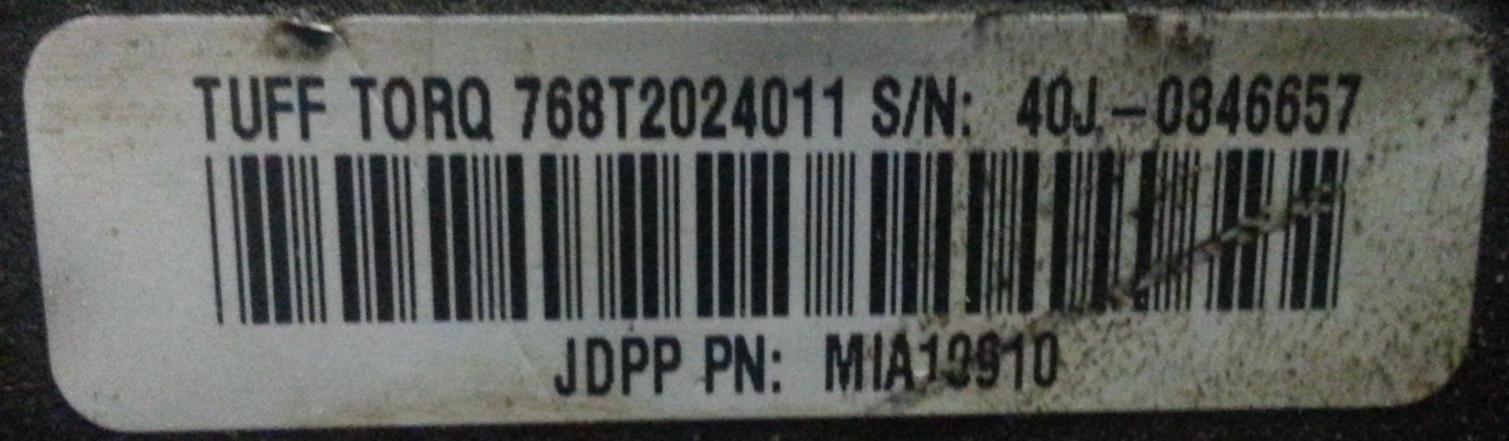 TUFF TORQ 768T2024011 S/N: 40J-0846657
JDPP PN: MIA10910